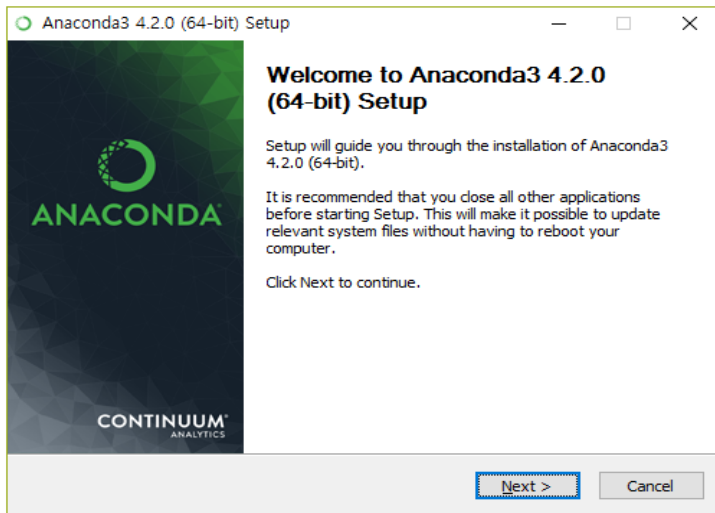 Anaconda3 4.2.0 (64-bit) Setup
Welcome to Anaconda3 4.2.0
(64-bit) Setup
Setup will guide you through the installation of Anaconda3
4.2.0 (64-bit).
It is recommended that you close all other applications
before starting Setup. This will make it possible to update
relevant system files without having to reboot your
computer.
Click Next to continue.
ANACONDA
CONTINUUM
ANALYTICS
Next >
Cancel